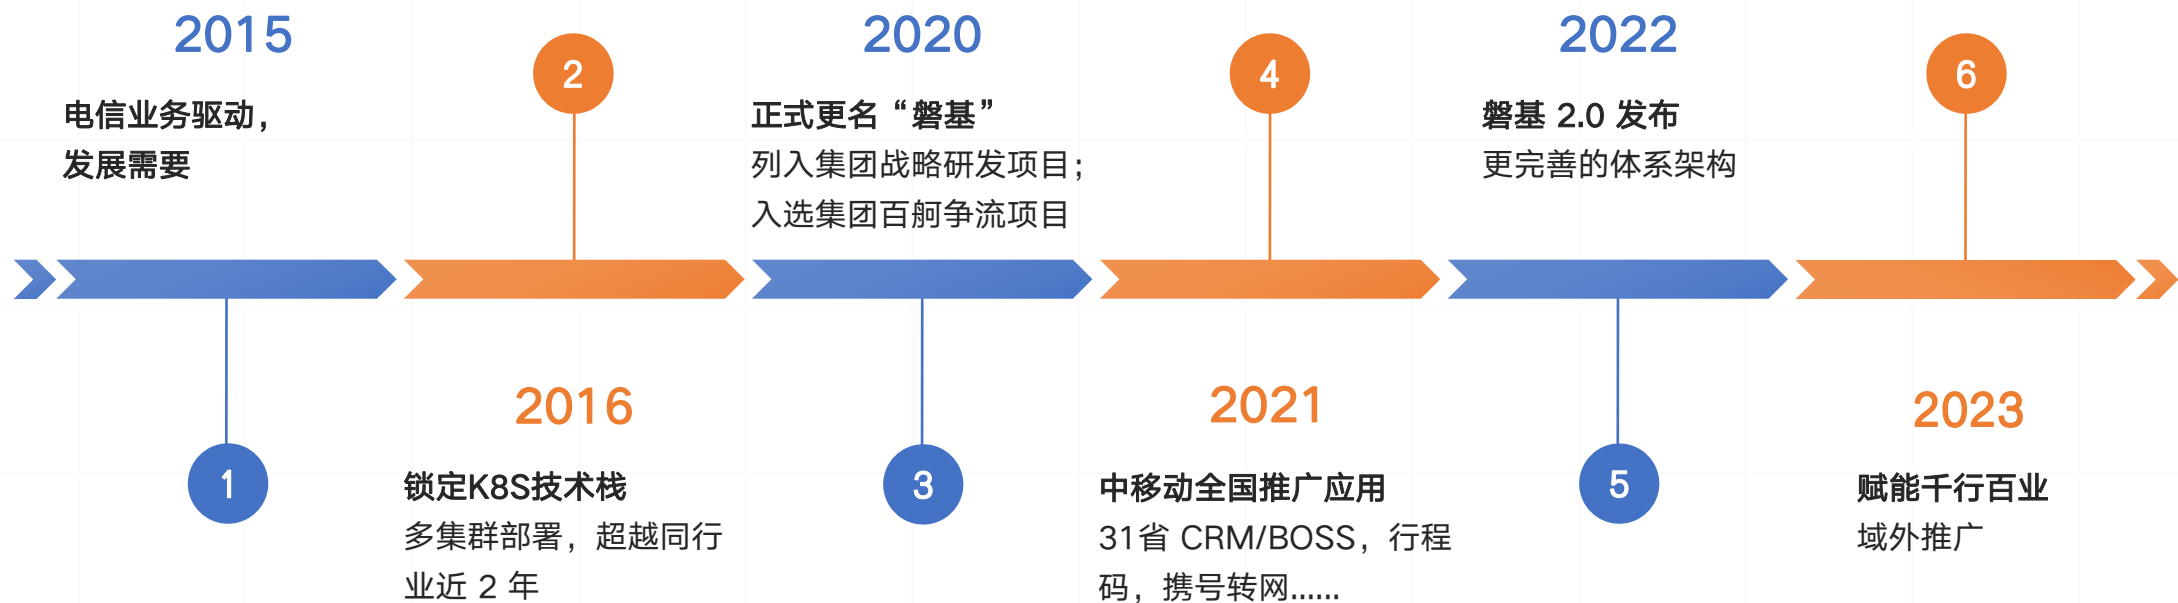 2015
电信业务驱动，
发展需要
1
2
2016
锁定K8S技术栈
多集群部署，超越同行
业近 2 年
2020
正式更名“磐基”
列入集团战略研发项目；
入选集团百舸争流项目
3
4
2021
中移动全国推广应用
31省 CRM/BOSS，行程
码，携号转网......
2022
磐基 2.0 发布
更完善的体系架构
5
6
2023
赋能千行百业
域外推广